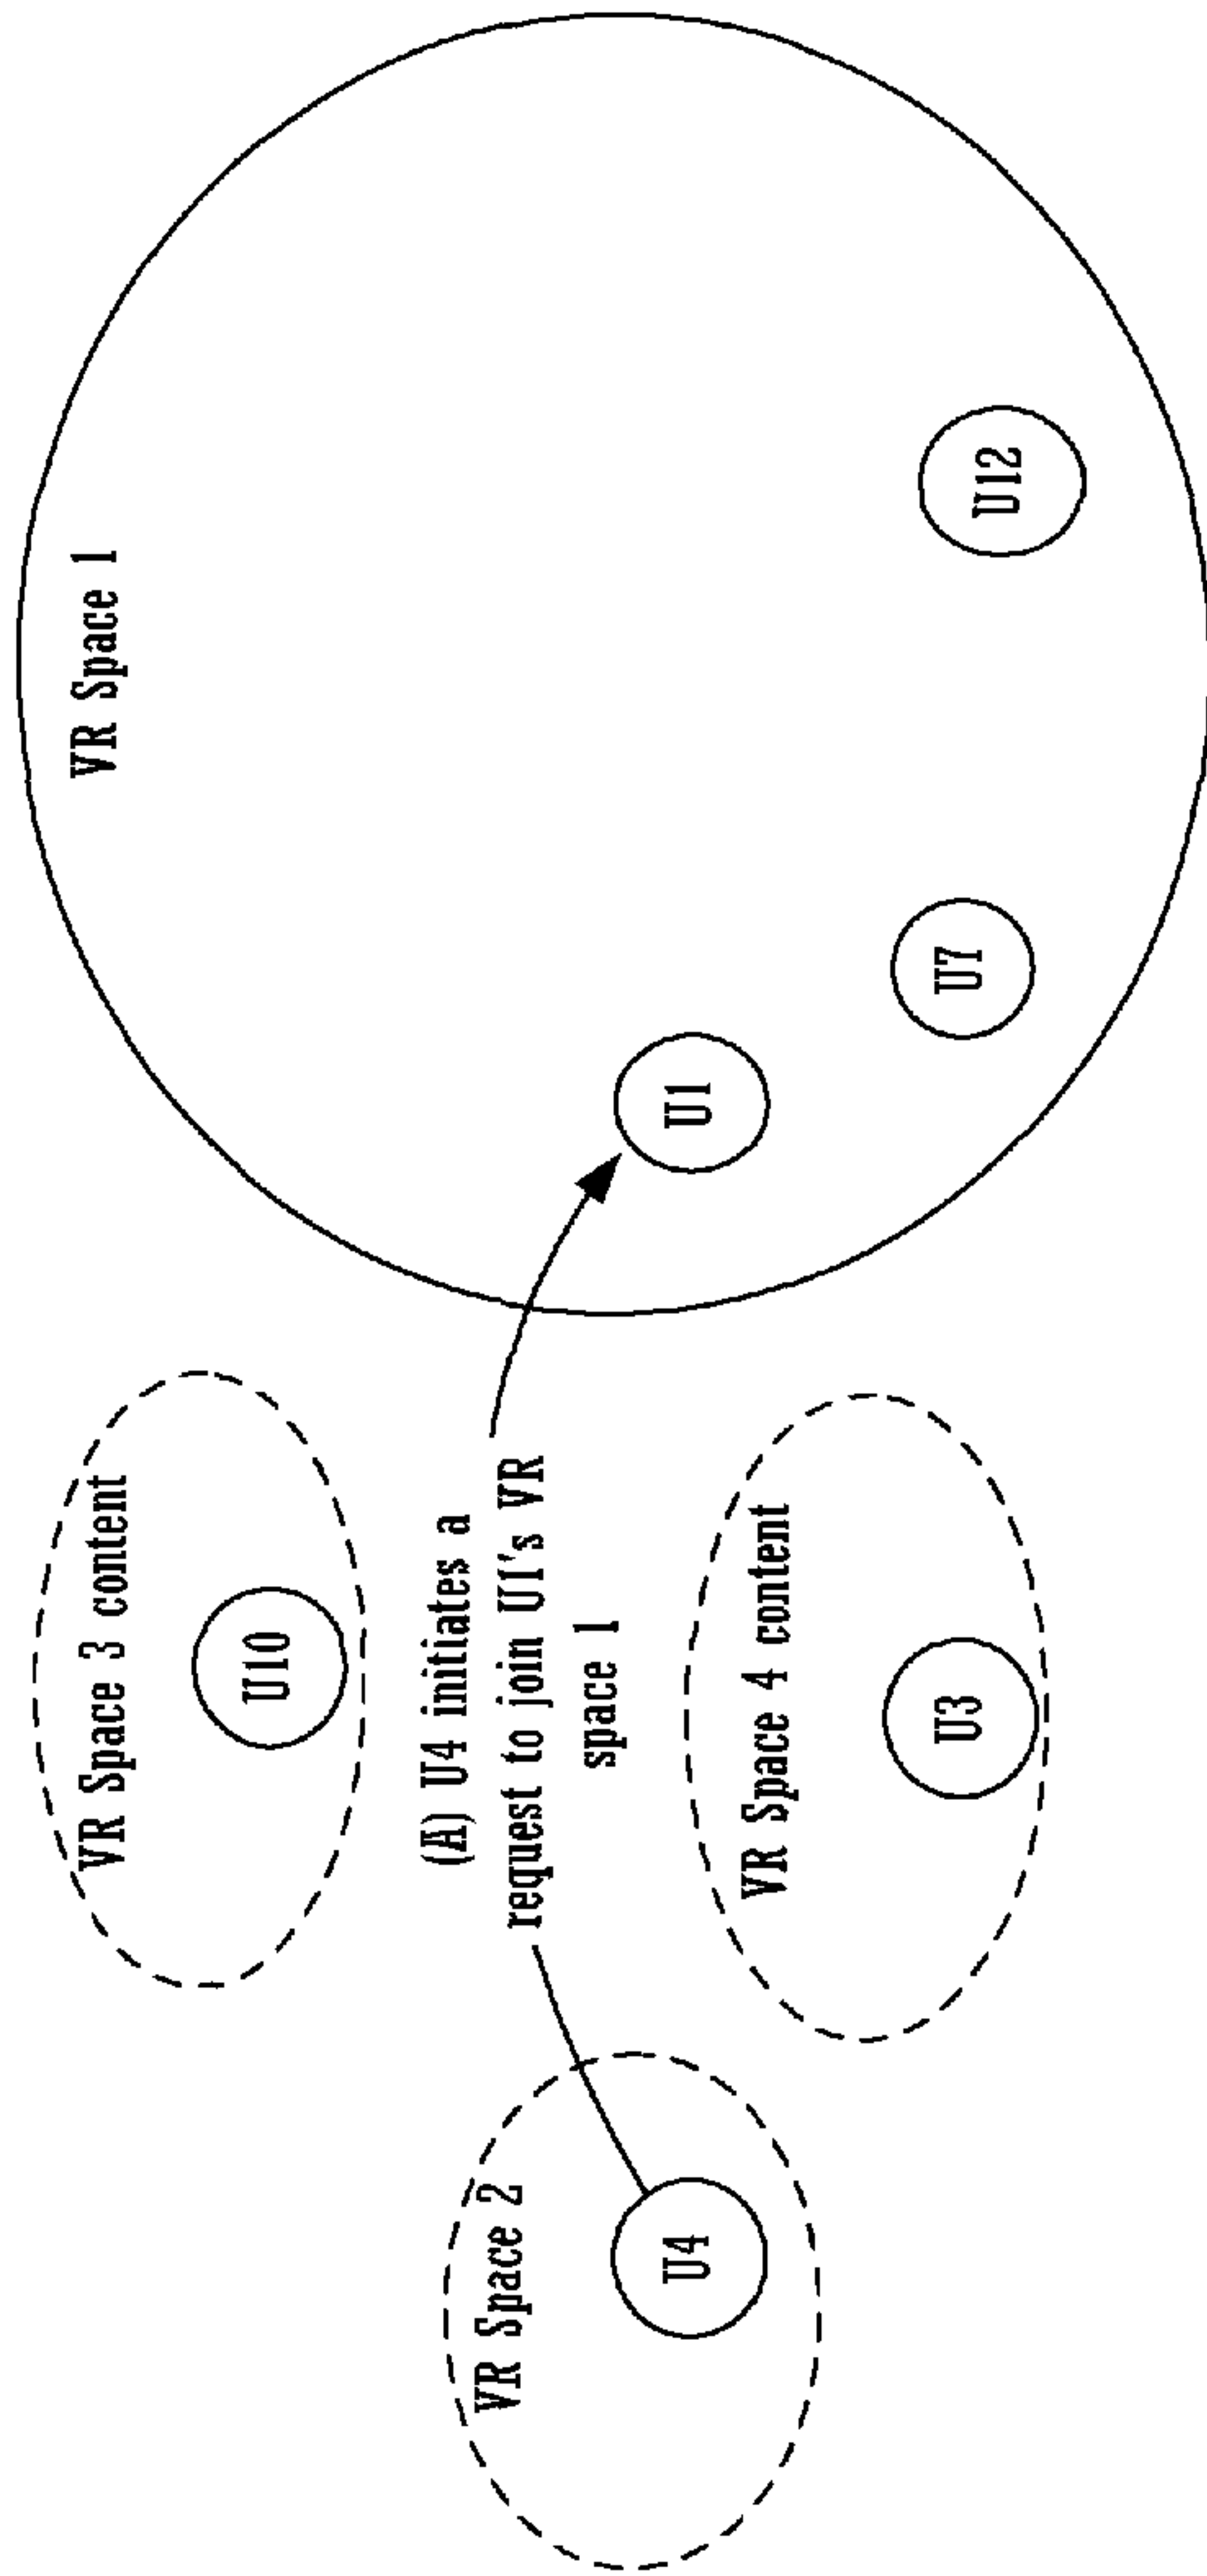 VR Space 3 content
U10
VR Space 1
(A) U4 initiates a
request to join U1's VR
space 1
VR Space 2
U4
U1
VR Space 4 content
U3
U7
U12